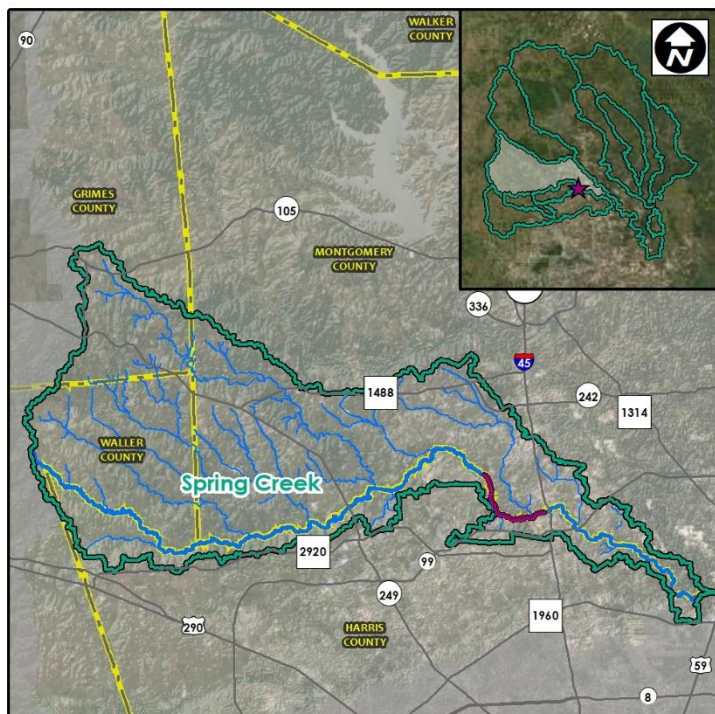 WALKER
COUNTY
90
N
GRIMES
COUNTY
105
MONTGOMERY
COUNTY
336
45
1488
242
1314
WALLER
COUNTY
Spring Creek
2920
99
249
290
HARRIS
COUNTY
1960
59
8